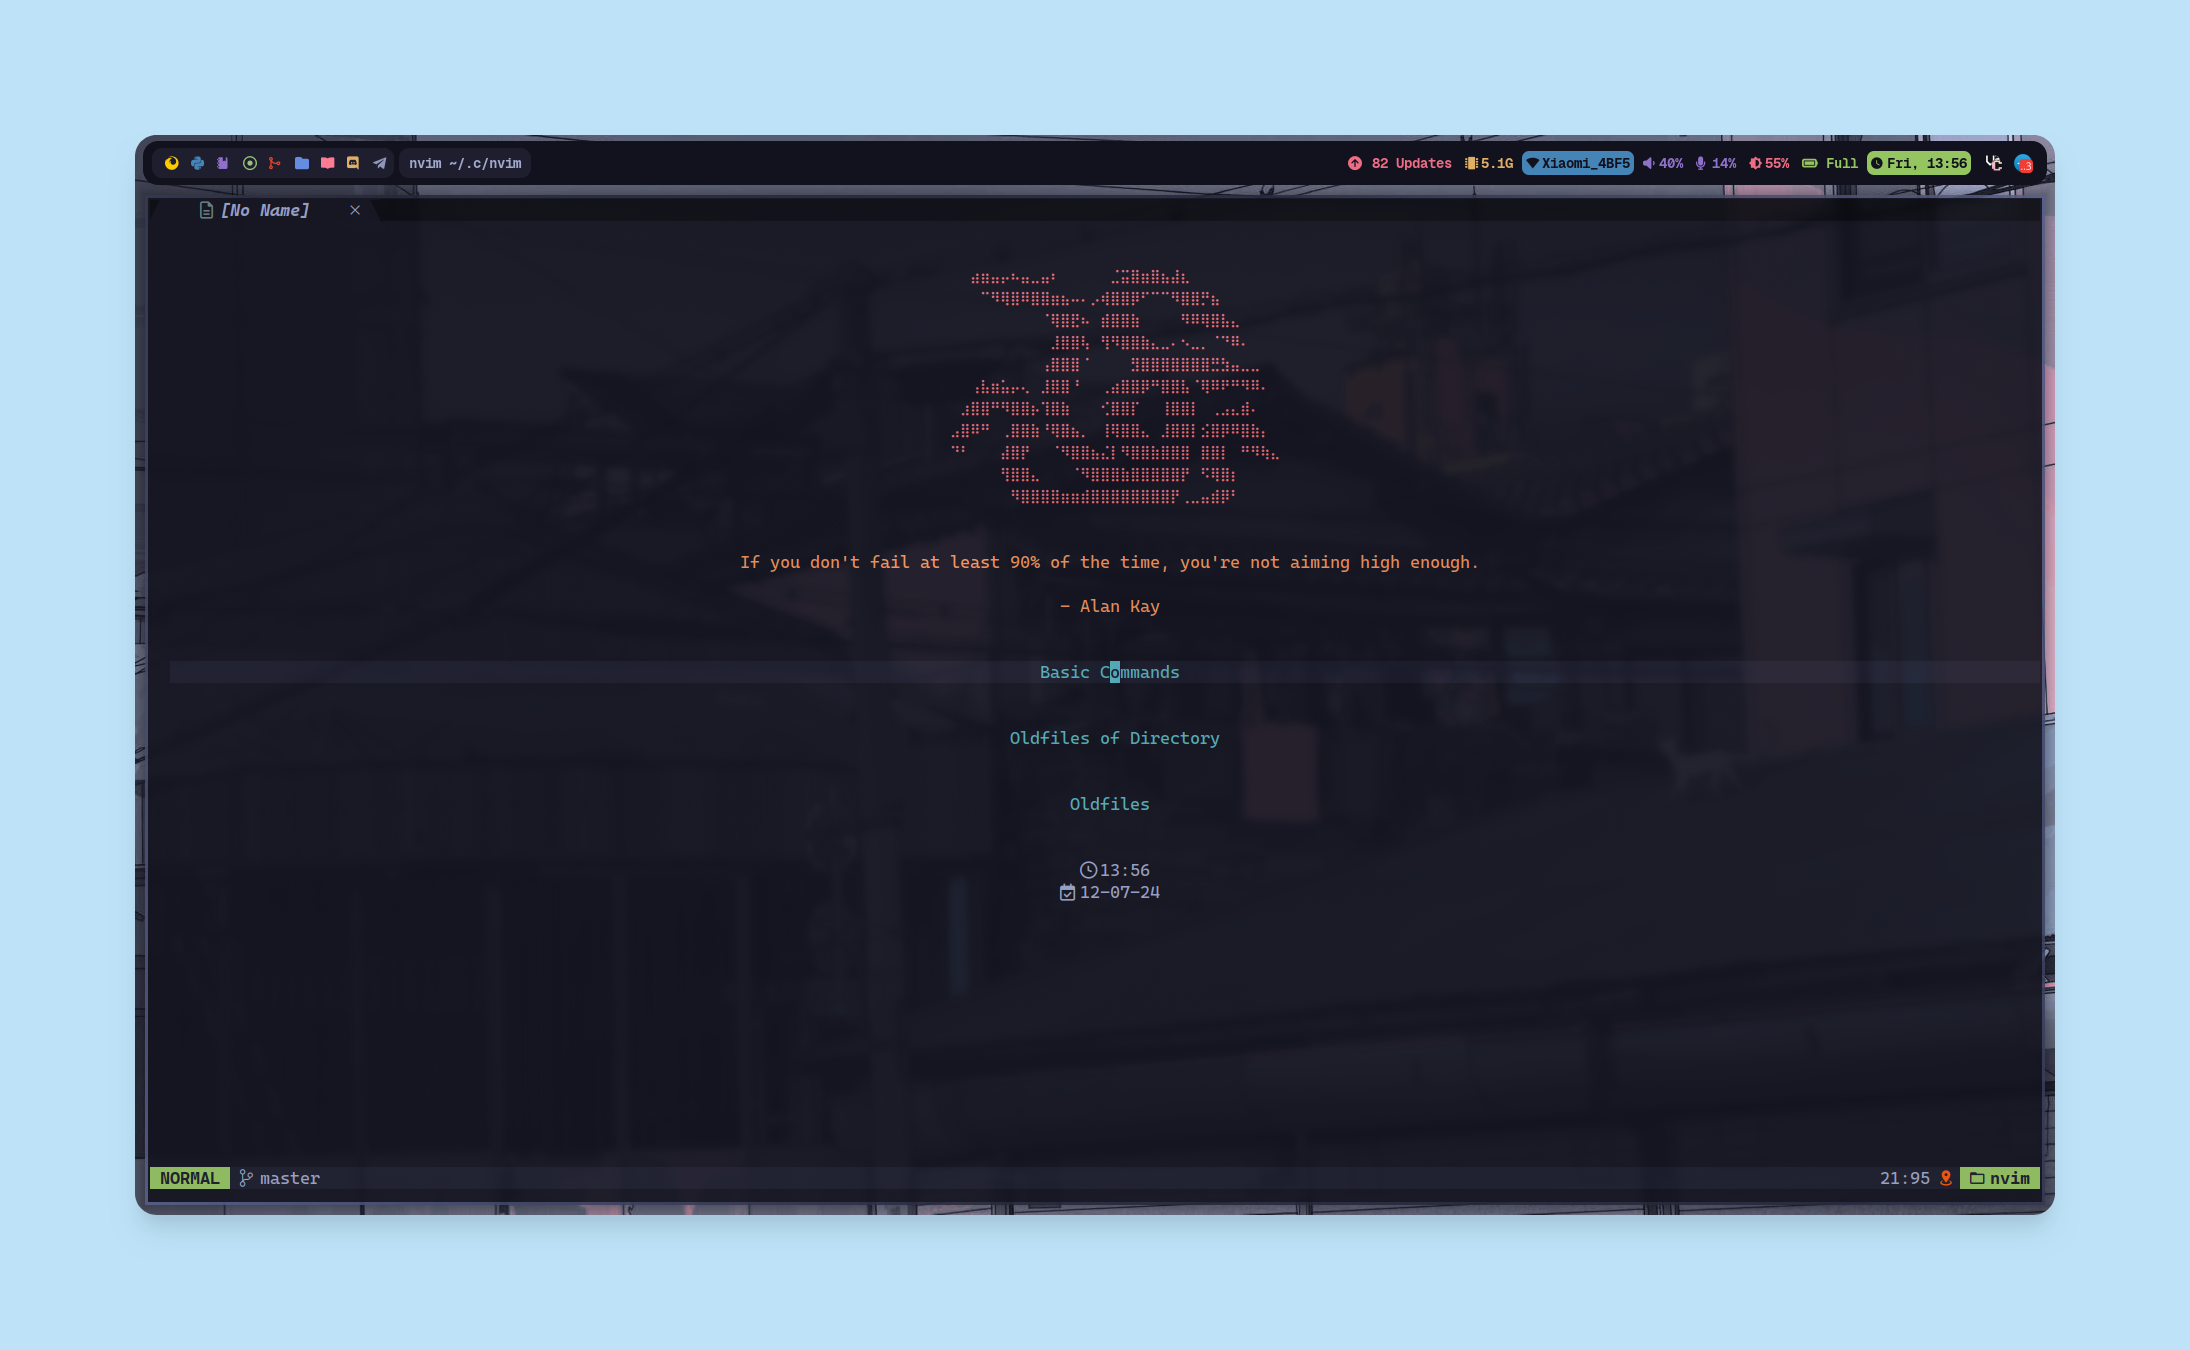 nvim ~/.c/nvim
82 Updates 5.1G Xiaomi_4BF5 40% 14% 55% Full Fri, 13:56
[No Name] ×
If you don't fail at least 90% of the time, you're not aiming high enough.
– Alan Kay
Basic Commands
Oldfiles of Directory
Oldfiles
13:56
12-07-24
NORMAL master 21:95 nvim